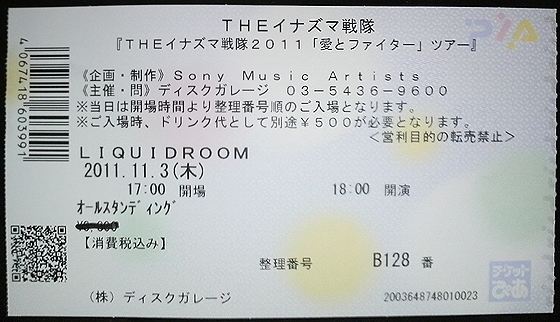 PIA
THEイナズマ戦隊
『THEイナズマ戦隊2011「愛とファイター」ツアー』
《企画・制作》Sony Music Artists
《主催・問》ディスクガレージ 03-5436-9600
※当日は開場時間より整理番号順のご入場となります。
※ご入場時、ドリンク代として別途￥500が必要となります。
＜営利目的の転売禁止＞
LIQUIDROOM
2011.11.3(木)
17:00 開場 18:00 開演
ｵｰﾙｽﾀﾝﾃﾞｨﾝｸﾞ
【消費税込み】
整理番号 B128 番
（株）ディスクガレージ
2003648748010023
チケットぴあ
4067418603991